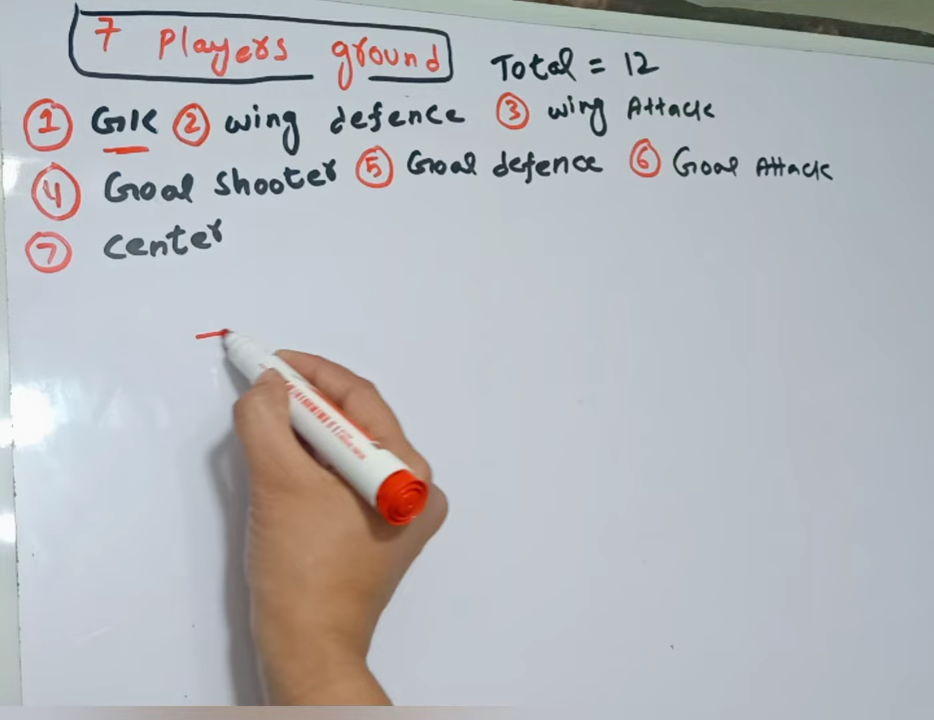 7 Players ground Total = 12
1 GK 2 wing defence 3 wing Attack
4 Goal Shooter 5 Goal defence 6 Goal Attack
7 center